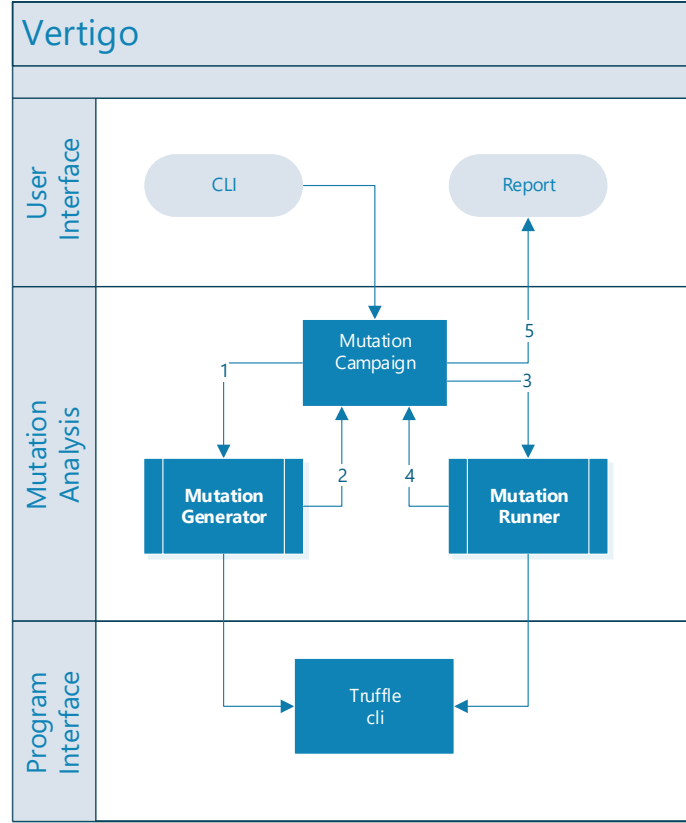 Vertigo
User
Interface
CLI
Report
Mutation
Analysis
Mutation
Campaign
5
1
3
2
4
Mutation
Generator
Mutation
Runner
Program
Interface
Truffle
cli